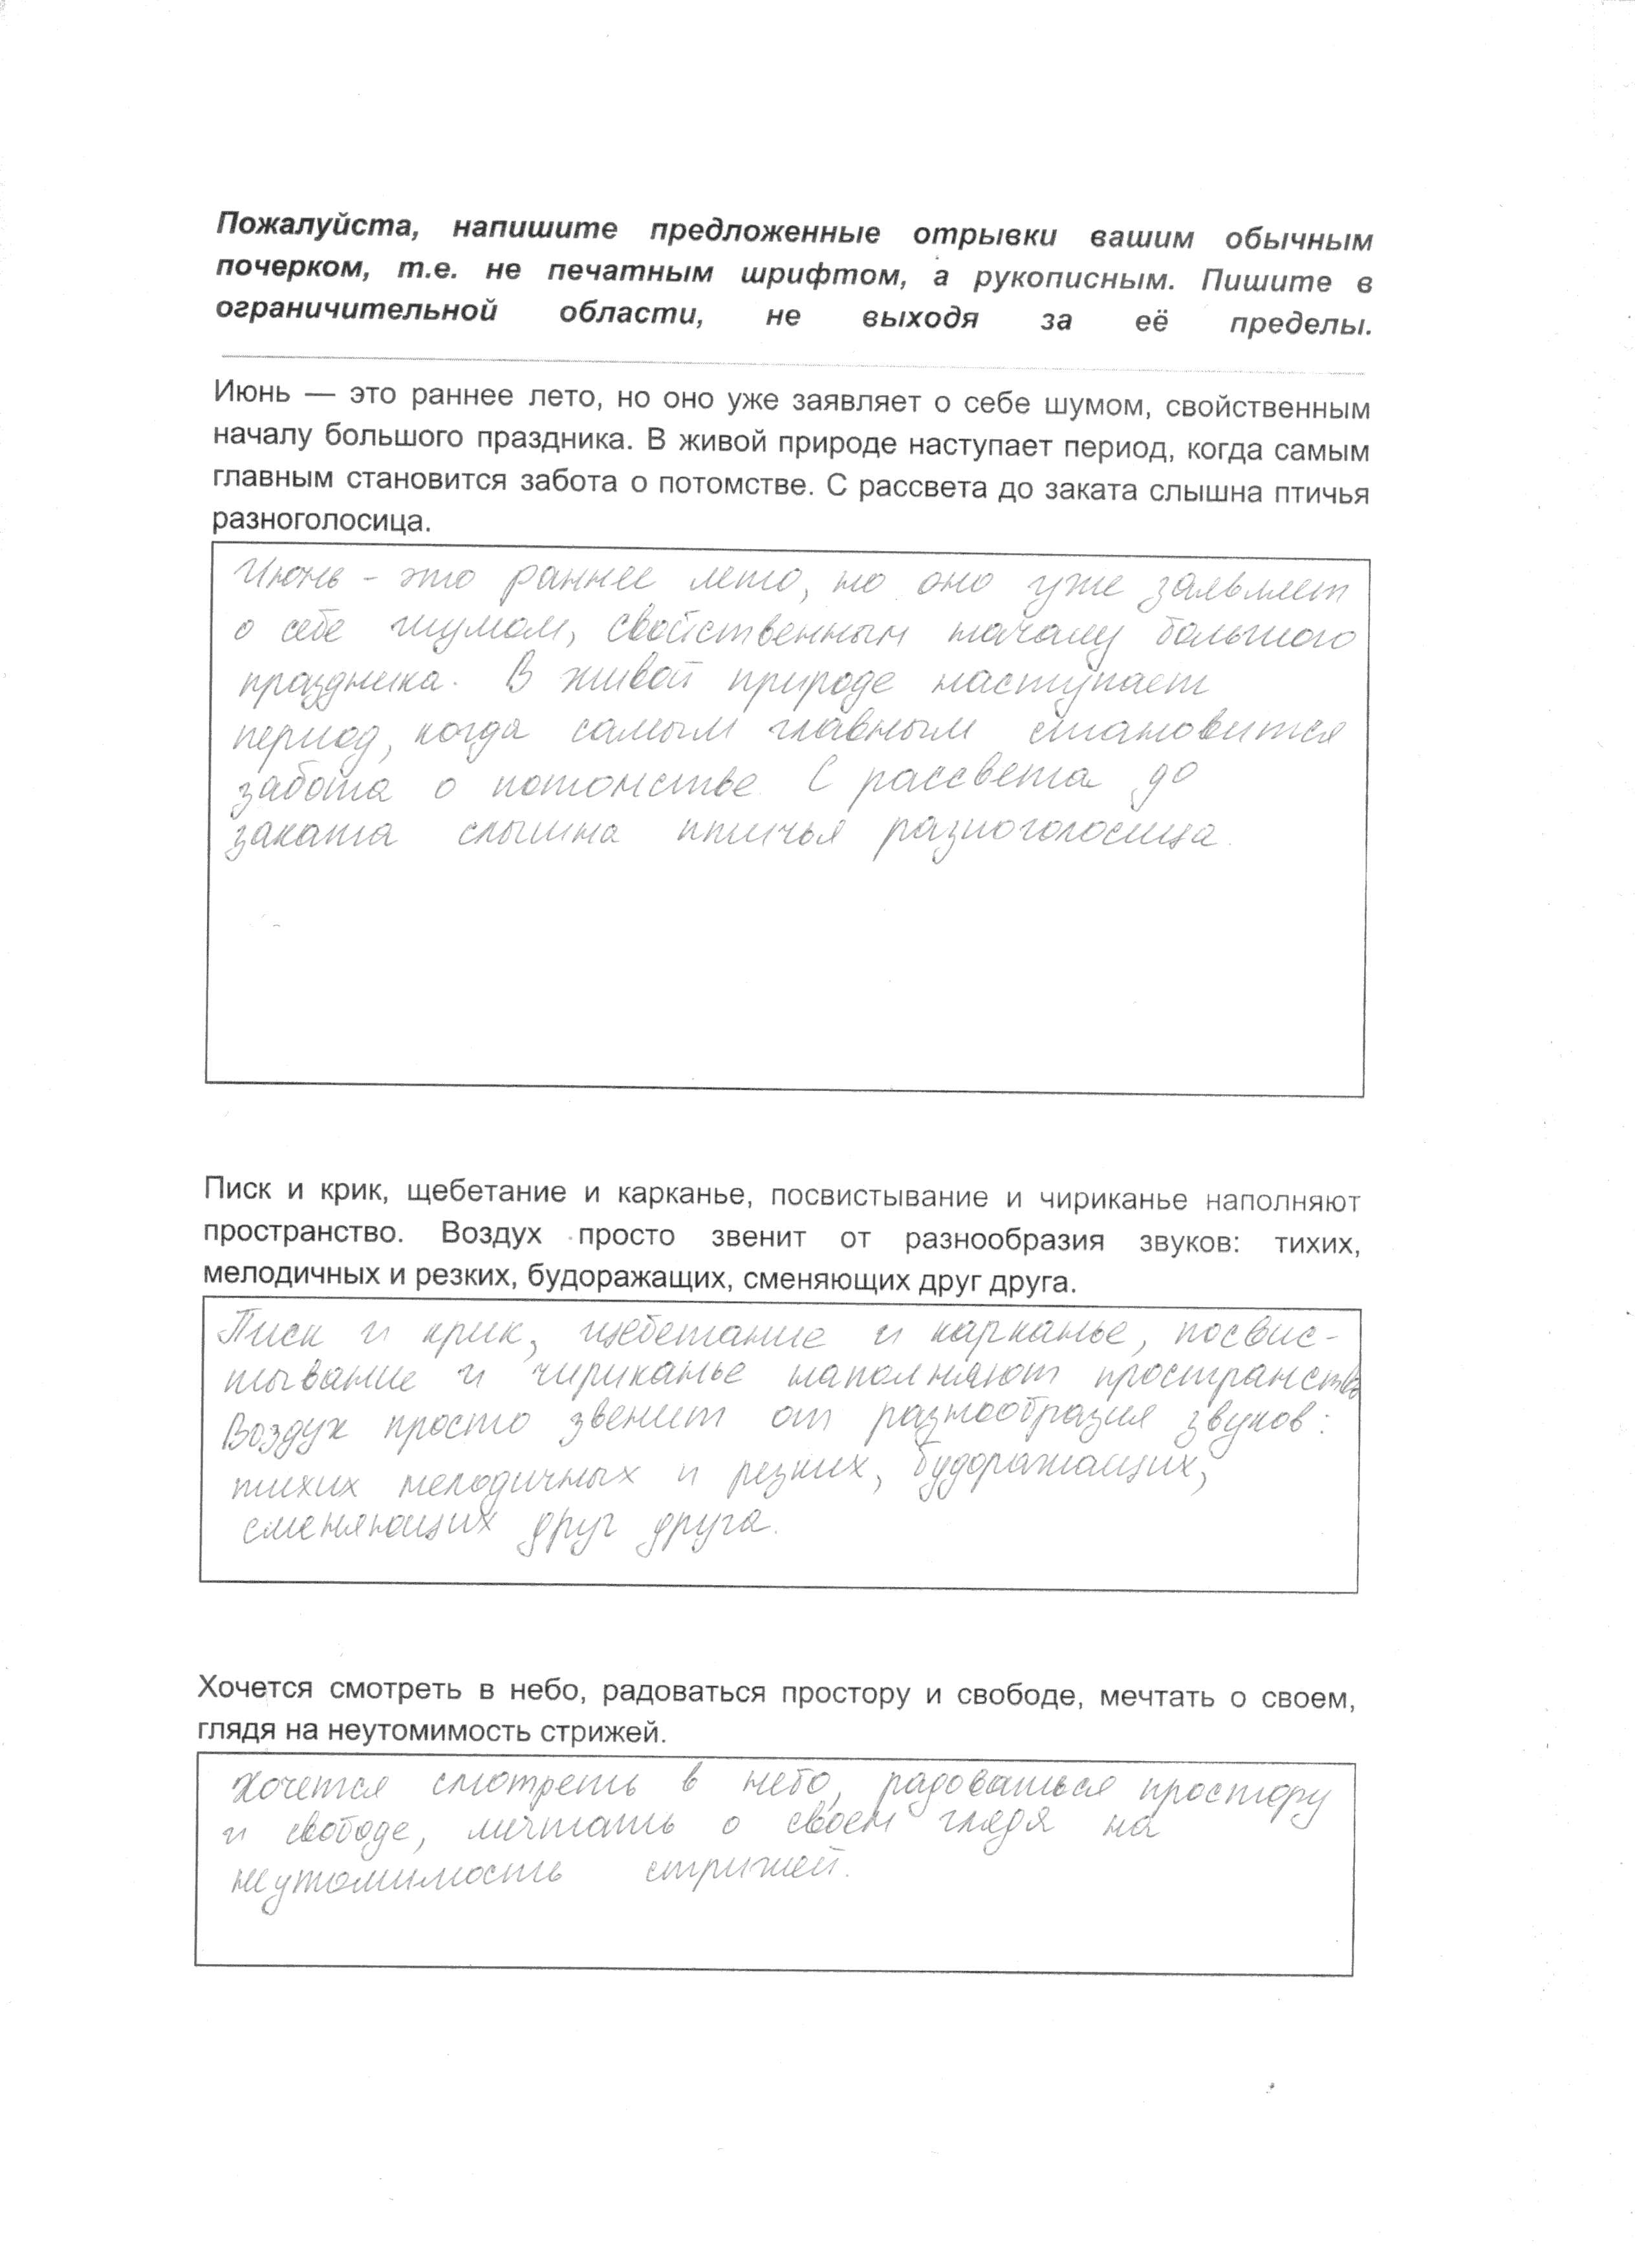 Пожалуйста, напишите предложенные отрывки вашим обычным
почерком, т.е. не печатным шрифтом, а рукописным. Пишите в
ограничительной области, не выходя за её пределы.
Июнь — это раннее лето, но оно уже заявляет о себе шумом, свойственным
началу большого праздника. В живой природе наступает период, когда самым
главным становится забота о потомстве. С рассвета до заката слышна птичья
разноголосица.
Июнь - это раннее лето, но оно уже заявляет
о себе шумом, свойственным началу большого
праздника. В живой природе наступает
период, когда самым главным становится
забота о потомстве. С рассвета до
заката слышна птичья разноголосица.
Писк и крик, щебетание и карканье, посвистывание и чириканье наполняют
пространство. Воздух просто звенит от разнообразия звуков: тихих,
мелодичных и резких, будоражащих, сменяющих друг друга.
Писк и крик, щебетание и карканье, посвис-
тывание и чириканье наполняют пространство
Воздух просто звенит от разнообразия звуков:
тихих мелодичных и резких, будоражащих,
сменяющих друг друга.
Хочется смотреть в небо, радоваться простору и свободе, мечтать о своем,
глядя на неутомимость стрижей.
Хочется смотреть в небо, радоваться простору
и свободе, мечтать о своем глядя на
неутомимость стрижей.